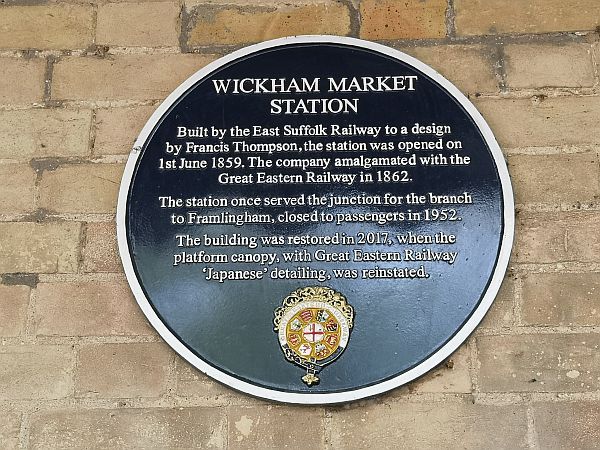 WICKHAM MARKET
STATION
Built by the East Suffolk Railway to a design
by Francis Thompson, the station was opened on
1st June 1859. The company amalgamated with the
Great Eastern Railway in 1862.
The station once served the junction for the branch
to Framlingham, closed to passengers in 1952.
The building was restored in 2017, when the
platform canopy, with Great Eastern Railway
‘Japanese’ detailing, was reinstated.